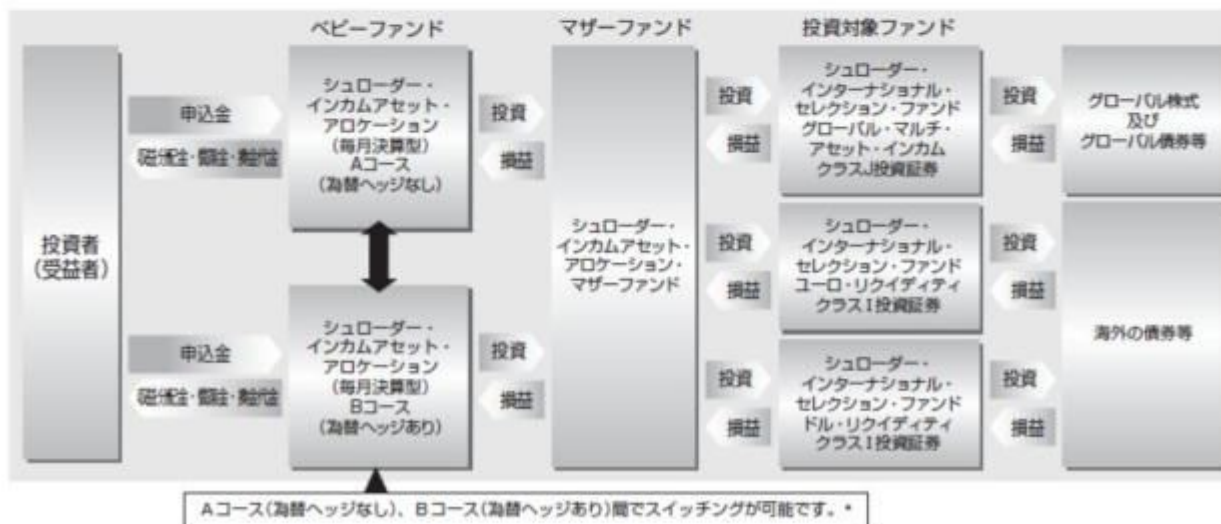 ベビーファンド
マザーファンド
投資対象ファンド
投資者
(受益者)
申込金
シュローダー・
インカムアセット・
アロケーション
(毎月決算型)
Aコース
(為替ヘッジなし)
投資
損益
申込金
シュローダー・
インカムアセット・
アロケーション
(毎月決算型)
Bコース
(為替ヘッジあり)
投資
損益
シュローダー・
インカムアセット・
アロケーション・
マザーファンド
投資
損益
シュローダー・
インターナショナル・
セレクション・ファンド
グローバル・マルチ・
アセット・インカム
クラスJ投資証券
投資
損益
グローバル株式
及び
グローバル債券等
投資
損益
シュローダー・
インターナショナル・
セレクション・ファンド
ユーロ・リクイディティ
クラスI投資証券
投資
損益
投資
損益
シュローダー・
インターナショナル・
セレクション・ファンド
ドル・リクイディティ
クラスI投資証券
投資
損益
海外の債券等
Aコース(為替ヘッジなし)、Bコース(為替ヘッジあり)間でスイッチングが可能です。*